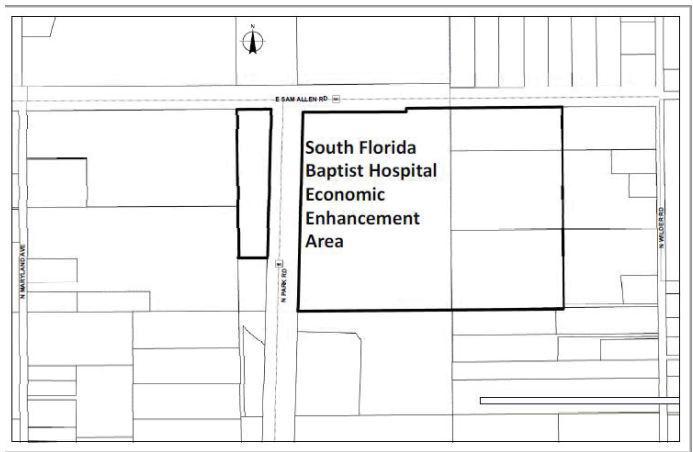 N
E SAM ALLEN RD
South Florida
Baptist Hospital
Economic
Enhancement
Area
N MARYLAND AVE
N PARK RD
N WILDER RD